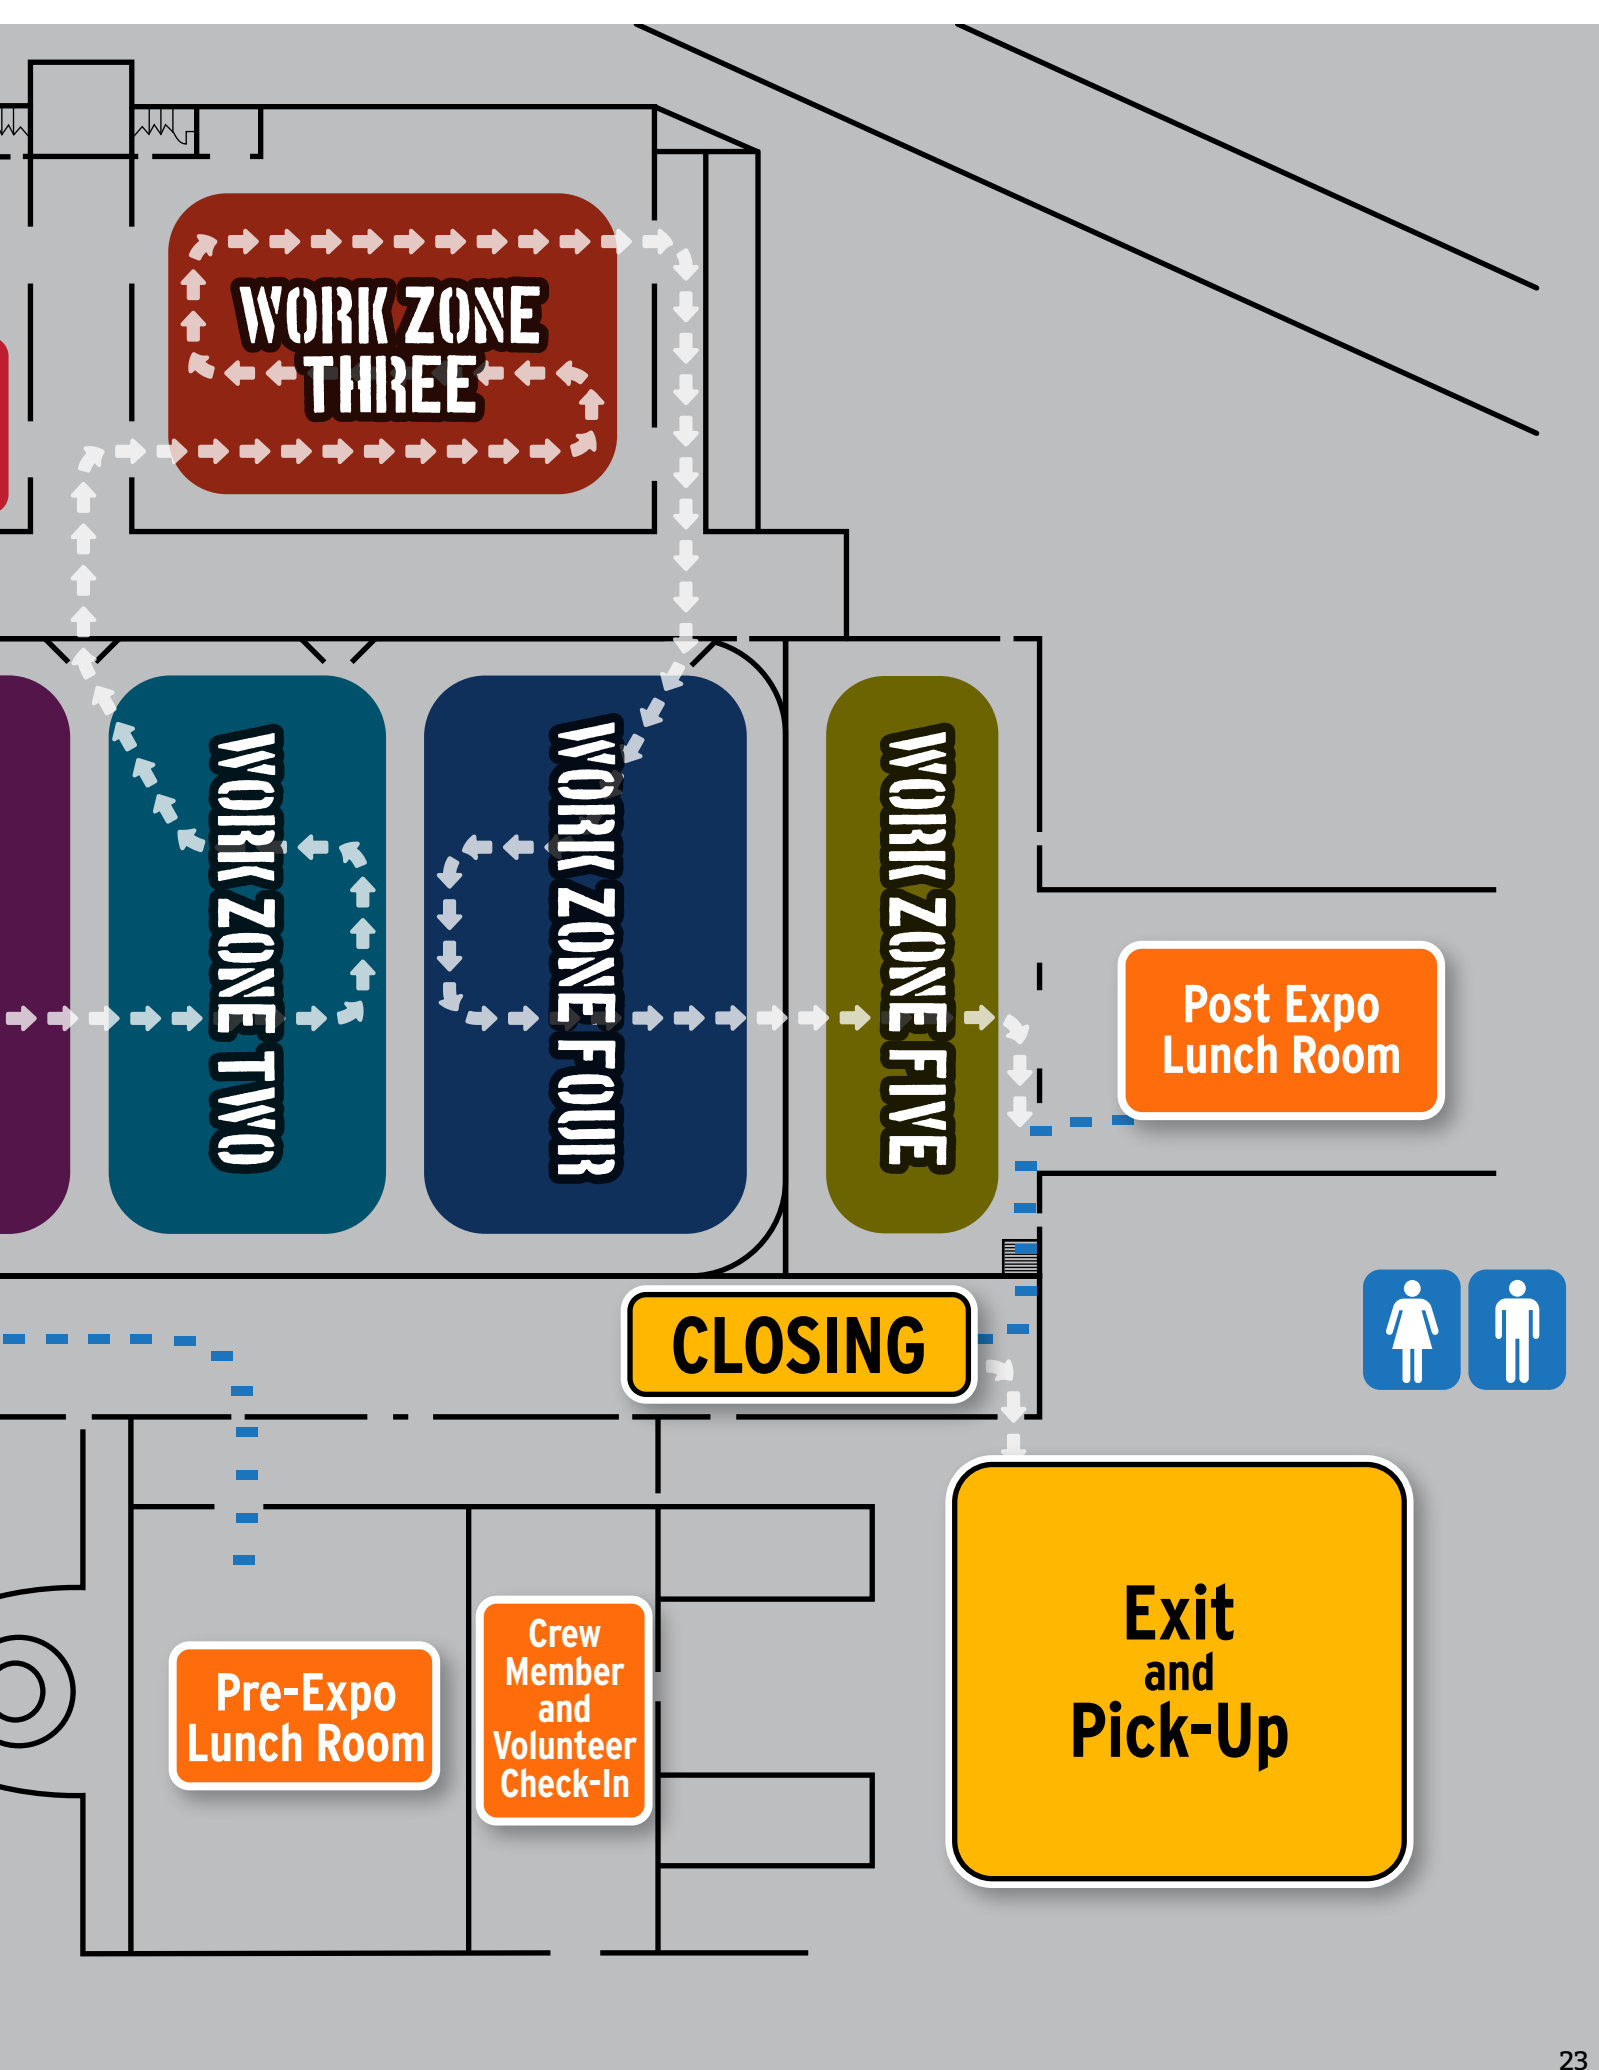 WORK ZONE
THREE
WORK ZONE TWO
WORK ZONE FOUR
WORK ZONE FIVE
Post Expo
Lunch Room
CLOSING
Exit
and
Pick-Up
Pre-Expo
Lunch Room
Crew
Member
and
Volunteer
Check-In
23